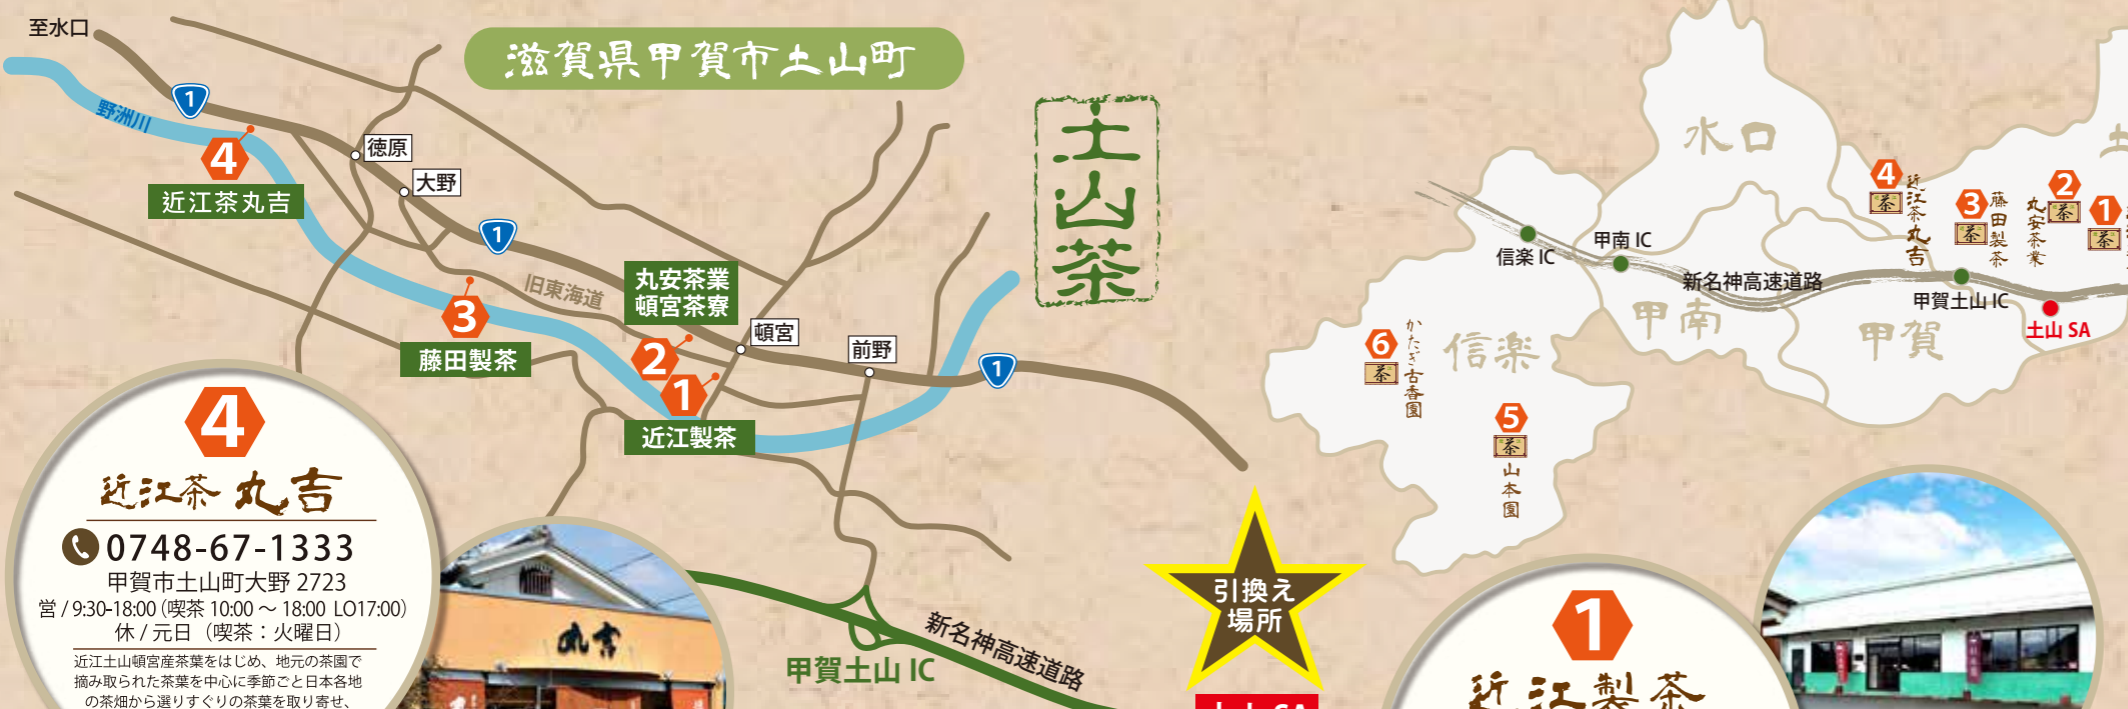 至水口
滋賀県甲賀市土山町
1
野洲川
4
近江茶丸吉
徳原
大野
1
旧東海道
3
藤田製茶
丸安茶業
頓宮茶寮
2
1
頓宮
前野
1
近江製茶
土山茶
4
近江茶 丸吉
0748-67-1333
甲賀市土山町大野 2723
営 / 9:30-18:00 (喫茶 10:00 ～ 18:00 LO17:00)
休 / 元日（喫茶：火曜日）
近江土山頓宮産茶葉をはじめ、地元の茶園で
摘み取られた茶葉を中心に季節ごと日本各地
の茶畑から選りすぐりの茶葉を取り寄せ、
丸吉
甲賀土山 IC
新名神高速道路
引換え
場所
土山 SA
水口
信楽 IC
甲南 IC
新名神高速道路
甲南
甲賀
甲賀土山 IC
土山 SA
4
茶
近江茶丸吉
3
茶
藤田製茶
2
茶
丸安茶業
1
茶
土
6
茶
かたぎ古香園
信楽
5
茶
山本園
1
近江製茶